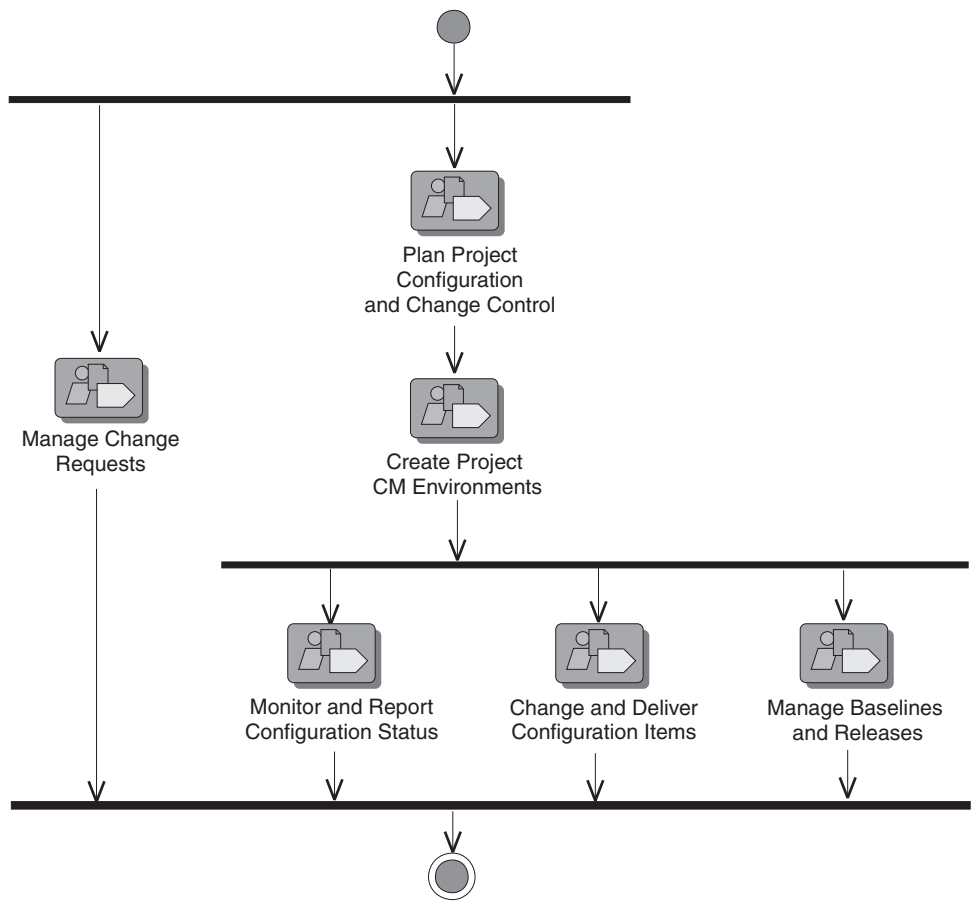 Plan Project
Configuration
and Change Control
Manage Change
Requests
Create Project
CM Environments
Monitor and Report
Configuration Status
Change and Deliver
Configuration Items
Manage Baselines
and Releases